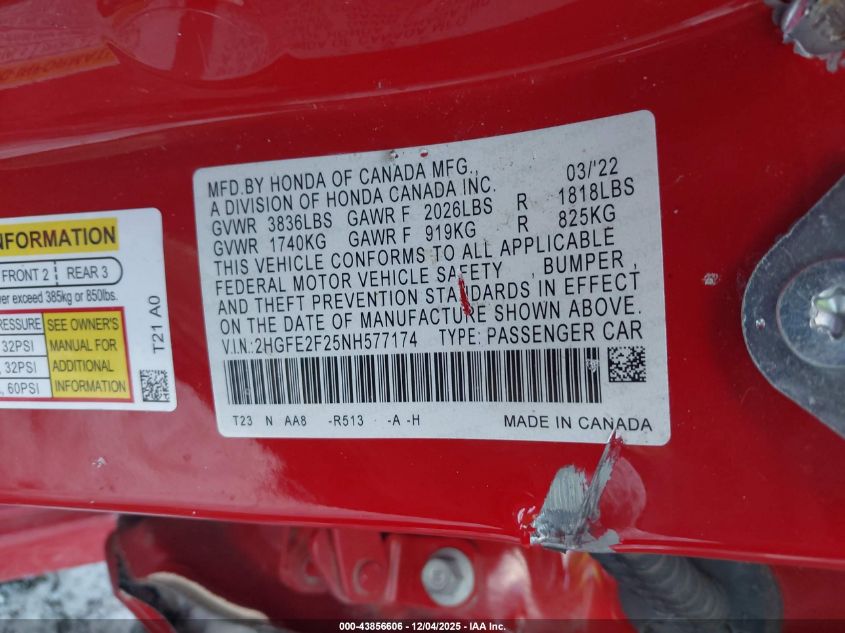 MFD.BY HONDA OF CANADA MFG., 03/'22
A DIVISION OF HONDA CANADA INC.
GVWR 3836LBS GAWR F 2026LBS R 1818LBS
GVWR 1740KG GAWR F 919KG R 825KG
THIS VEHICLE CONFORMS TO ALL APPLICABLE
FEDERAL MOTOR VEHICLE SAFETY , BUMPER ,
AND THEFT PREVENTION STANDARDS IN EFFECT
ON THE DATE OF MANUFACTURE SHOWN ABOVE.
V.I.N.:2HGFE2F25NH577174 TYPE: PASSENGER CAR
T23 N AA8 -R513 -A -H MADE IN CANADA
NFORMATION
FRONT 2 REAR 3
ver exceed 385kg or 850lbs.
RESSURE
32PSI
, 32PSI
, 60PSI
SEE OWNER'S
MANUAL FOR
ADDITIONAL
INFORMATION
T21 A0
000-43856606 - 12/04/2025 - IAA Inc.